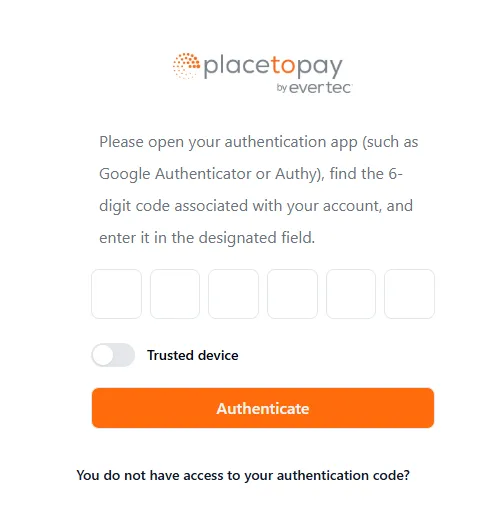 placetopay
by evertec
Please open your authentication app (such as
Google Authenticator or Authy), find the 6-
digit code associated with your account, and
enter it in the designated field.
Trusted device
Authenticate
You do not have access to your authentication code?